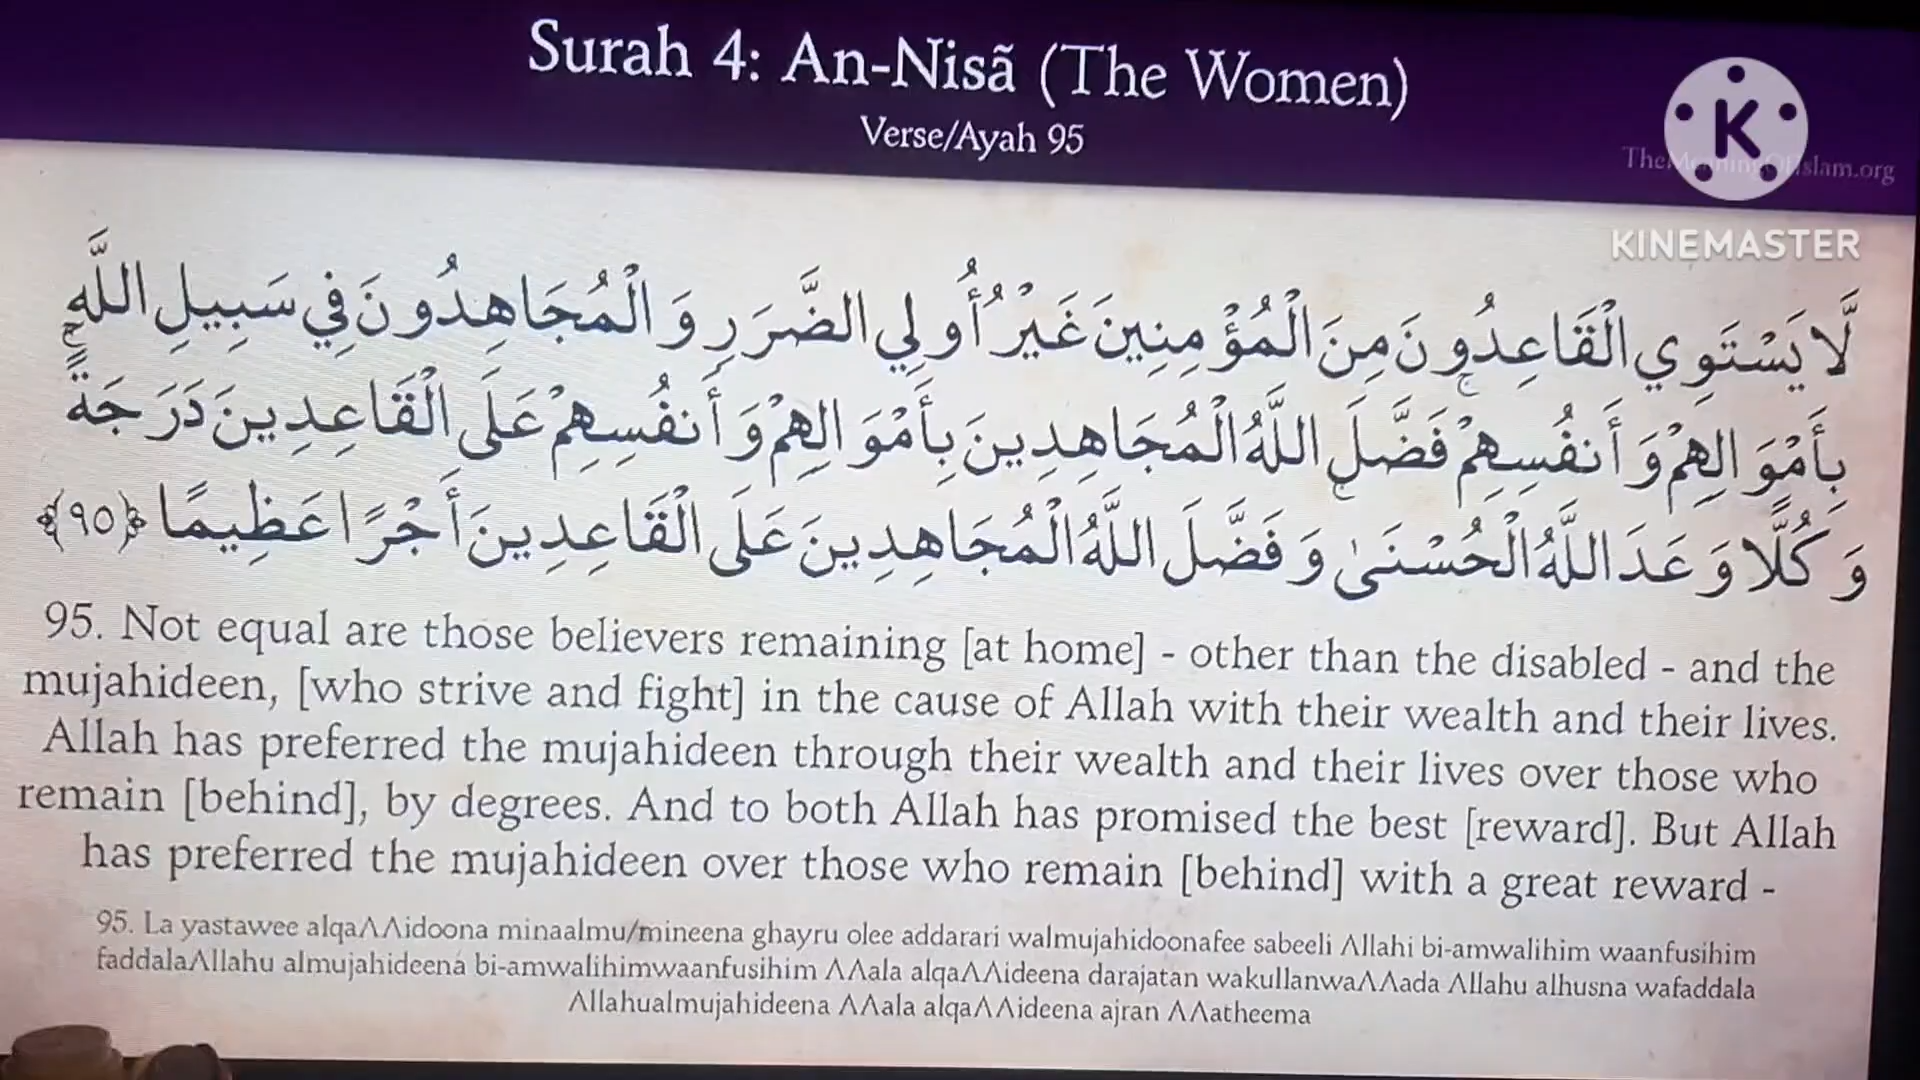 Surah 4: An-Nisã (The Women)
Verse/Ayah 95
KINEMASTER
لَّا يَسْتَوِي الْقَاعِدُونَ مِنَ الْمُؤْمِنِينَ غَيْرُ أُولِي الضَّرَرِ وَالْمُجَاهِدُونَ فِي سَبِيلِ اللَّهِ
بِأَمْوَالِهِمْ وَأَنفُسِهِمْ ۚ فَضَّلَ اللَّهُ الْمُجَاهِدِينَ بِأَمْوَالِهِمْ وَأَنفُسِهِمْ عَلَى الْقَاعِدِينَ دَرَجَةً ۚ
وَكُلًّا وَعَدَ اللَّهُ الْحُسْنَىٰ ۚ وَفَضَّلَ اللَّهُ الْمُجَاهِدِينَ عَلَى الْقَاعِدِينَ أَجْرًا عَظِيمًا ﴿٩٥﴾
95. Not equal are those believers remaining [at home] - other than the disabled - and the
mujahideen, [who strive and fight] in the cause of Allah with their wealth and their lives.
Allah has preferred the mujahideen through their wealth and their lives over those who
remain [behind], by degrees. And to both Allah has promised the best [reward]. But Allah
has preferred the mujahideen over those who remain [behind] with a great reward -
95. La yastawee alqaΛΛidoona minaalmu/mineena ghayru olee addarari walmujahidoonafee sabeeli Allahi bi-amwalihim waanfusihim
faddalaAllahu almujahideena bi-amwalihimwaanfusihim ΛΛala alqaΛΛideena darajatan wakullanwaΛΛada Allahu alhusna wafaddala
Allahualmujahideena ΛΛala alqaΛΛideena ajran ΛΛatheema